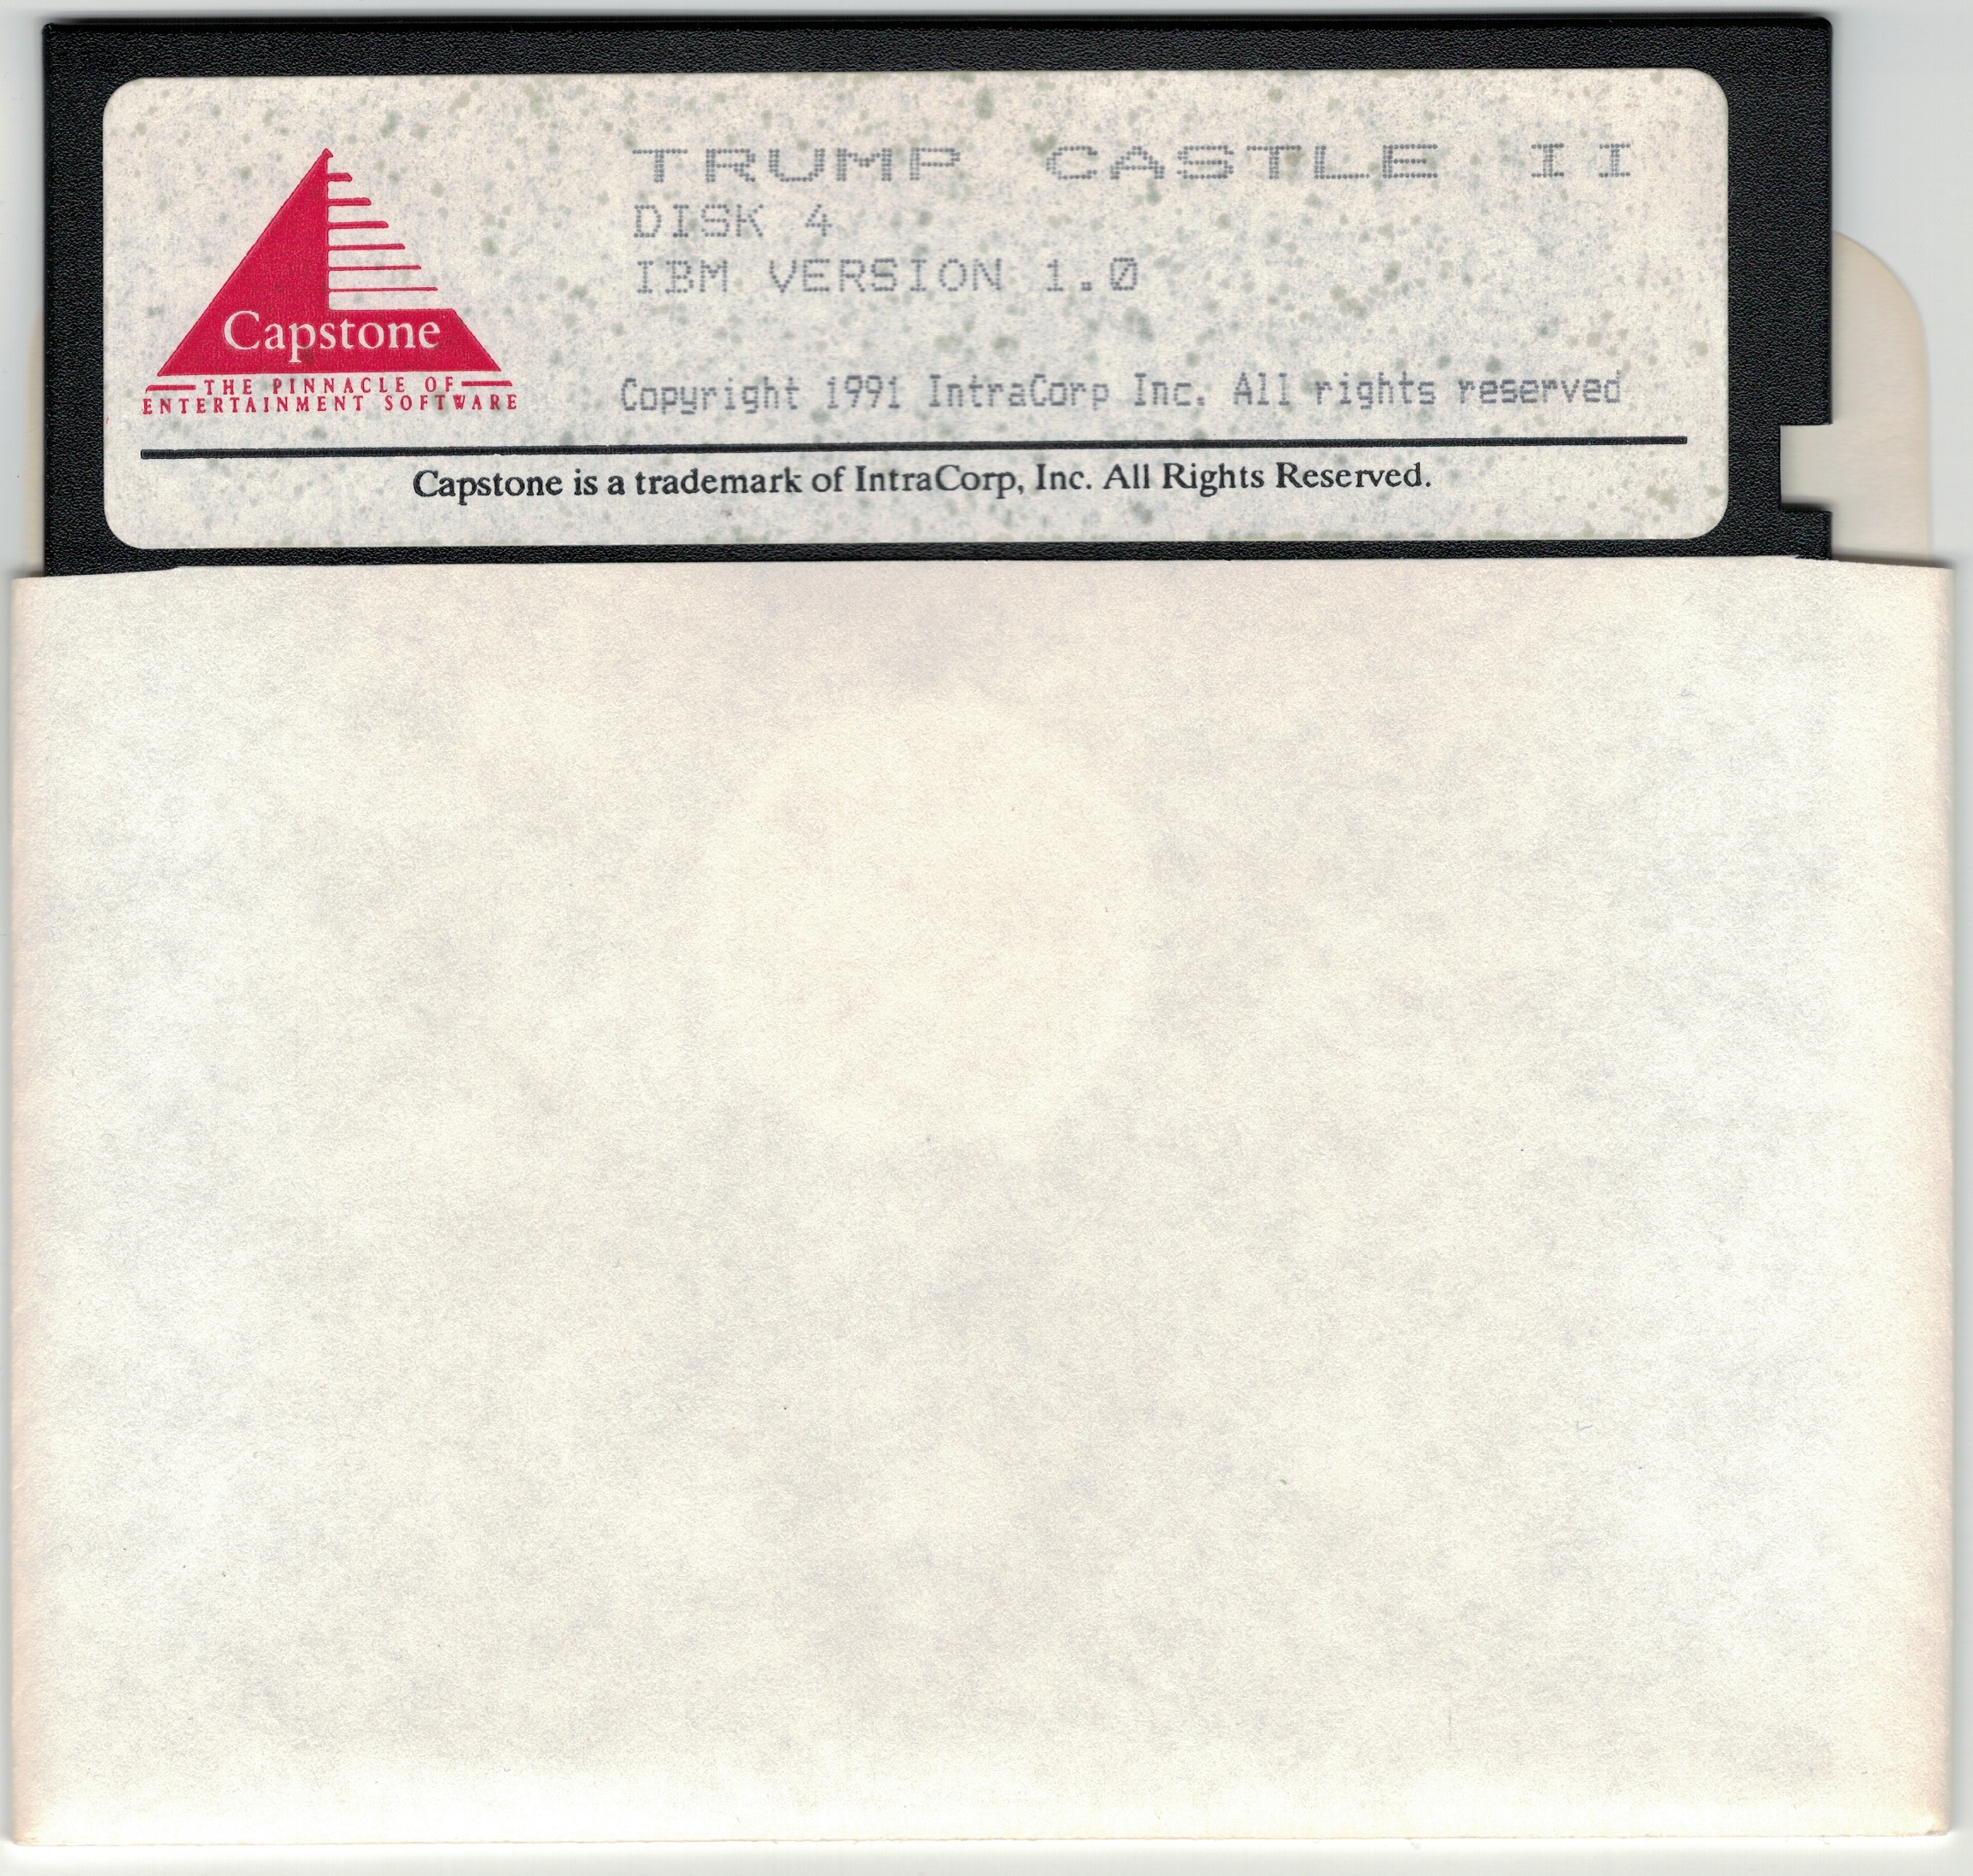 TRUMP CASTLE II
DISK 4
IBM VERSION 1.0
Capstone
THE PINNACLE OF
ENTERTAINMENT SOFTWARE
Copyright 1991 IntraCorp Inc. All rights reserved
Capstone is a trademark of IntraCorp, Inc. All Rights Reserved.